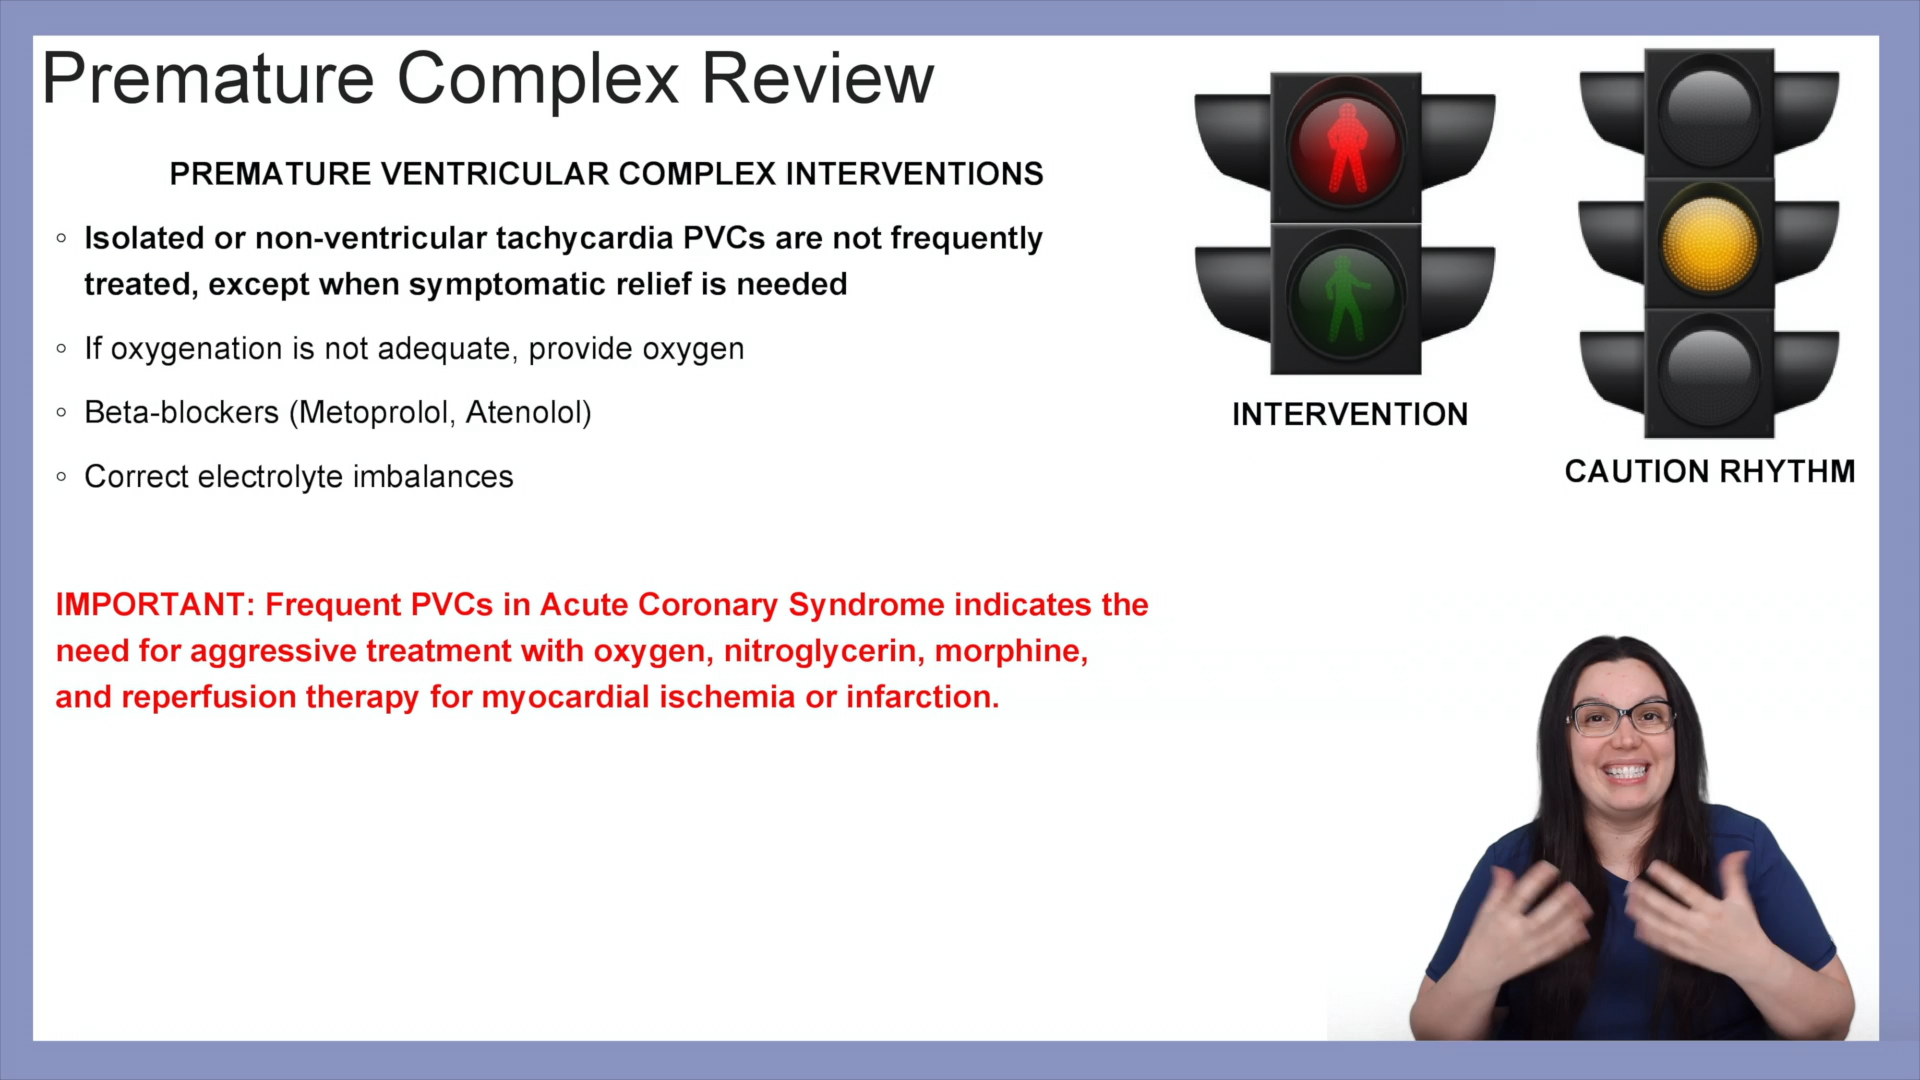 Premature Complex Review
PREMATURE VENTRICULAR COMPLEX INTERVENTIONS
◦ Isolated or non-ventricular tachycardia PVCs are not frequently
treated, except when symptomatic relief is needed
◦ If oxygenation is not adequate, provide oxygen
◦ Beta-blockers (Metoprolol, Atenolol)
◦ Correct electrolyte imbalances
IMPORTANT: Frequent PVCs in Acute Coronary Syndrome indicates the
need for aggressive treatment with oxygen, nitroglycerin, morphine,
and reperfusion therapy for myocardial ischemia or infarction.
INTERVENTION
CAUTION RHYTHM